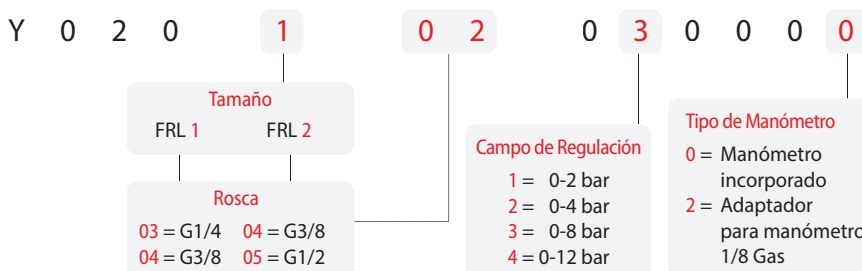 Y 0 2 0 1 0 2 0 3 0 0 0 0
Tamaño
FRL 1 FRL 2
Rosca
03 = G1/4 04 = G3/8
04 = G3/8 05 = G1/2
Campo de Regulación
1 = 0-2 bar
2 = 0-4 bar
3 = 0-8 bar
4 = 0-12 bar
Tipo de Manómetro
0 = Manómetro
incorporado
2 = Adaptador
para manómetro
1/8 Gas